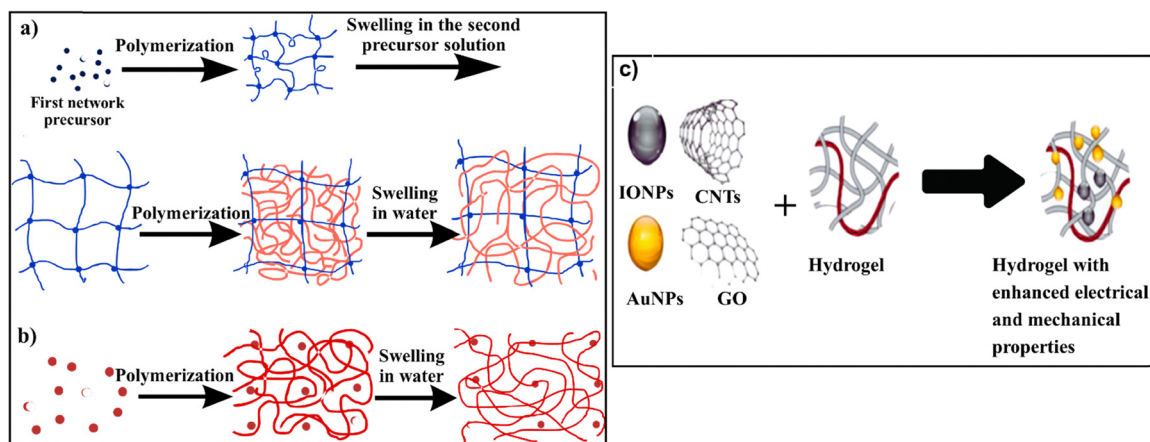 a)
Polymerization
Swelling in the second
precursor solution
First network
precursor
Polymerization
Swelling
in water
b)
Polymerization
Swelling
in water
c)
IONPs
CNTs
+
AuNPs
GO
Hydrogel
Hydrogel with
enhanced electrical
and mechanical
properties